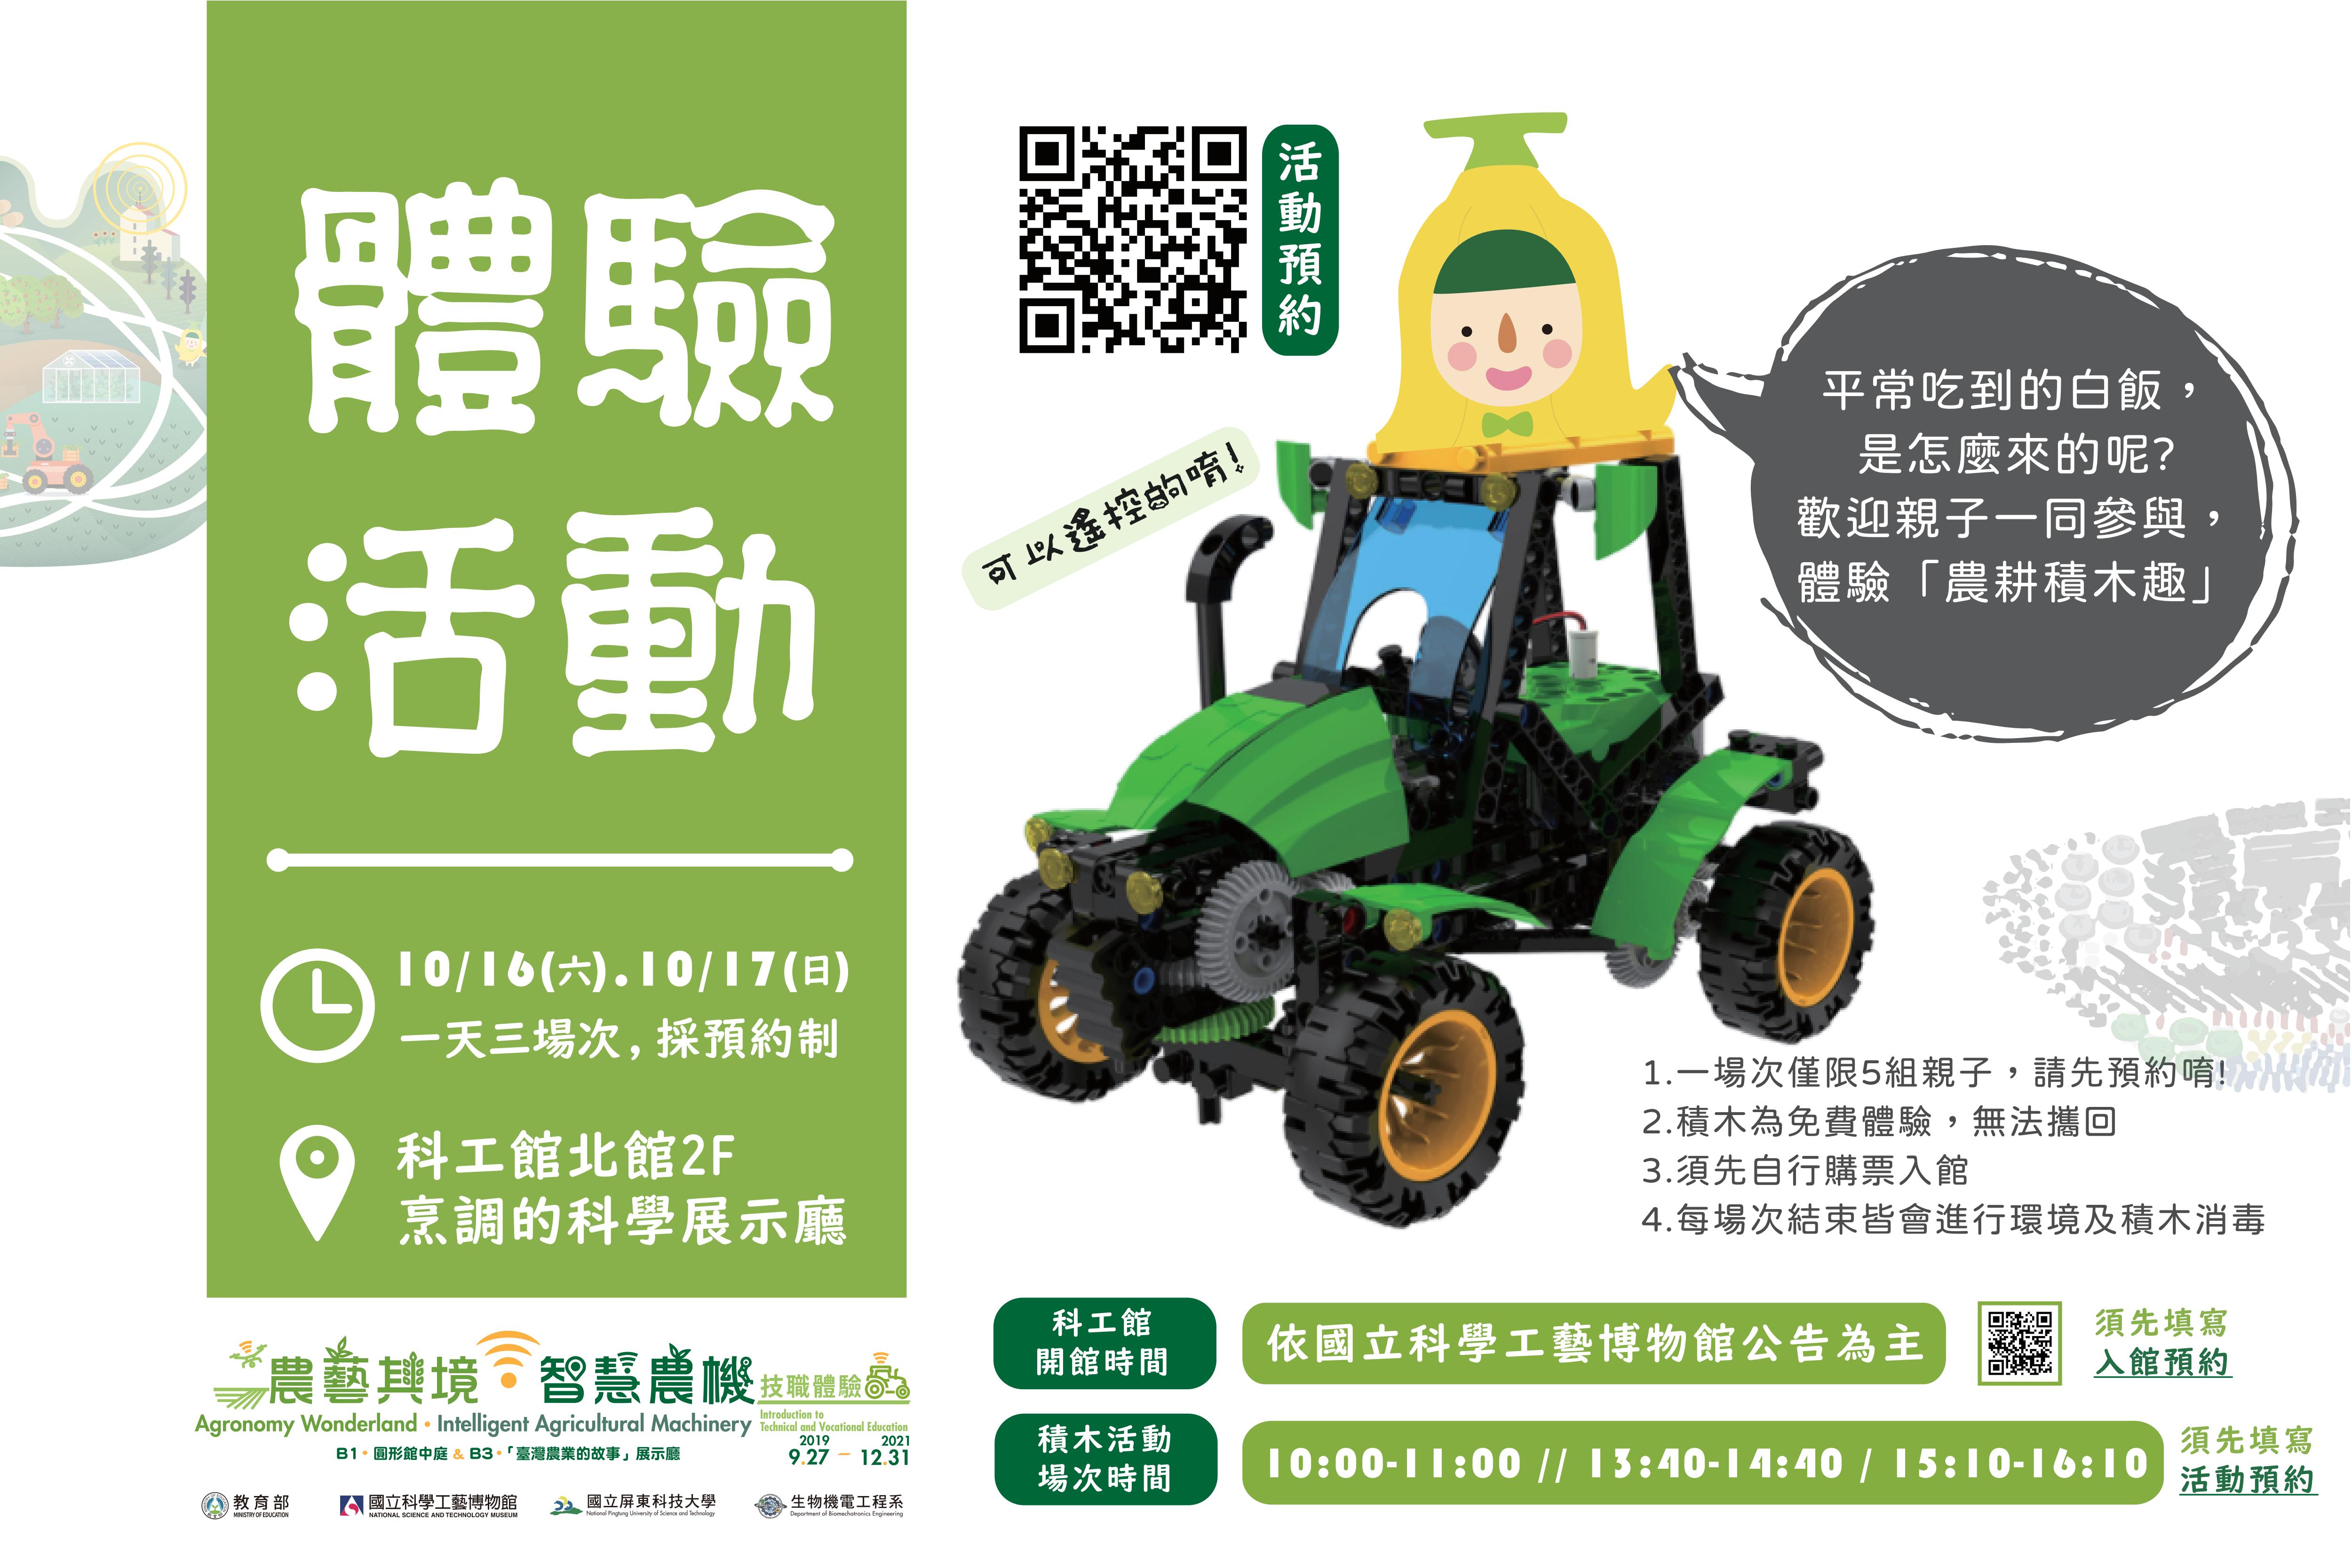 體驗
活動
10/16(六).10/17(日)
一天三場次,採預約制
科工館北館2F
烹調的科學展示廳
農藝其境 智慧農機 技職體驗
Agronomy Wonderland • Intelligent Agricultural Machinery
Introduction to
Technical and Vocational Education
B1•圓形館中庭 & B3•「臺灣農業的故事」展示廳
2019 2021
9.27 — 12.31
教育部
MINISTRY OF EDUCATION
國立科學工藝博物館
NATIONAL SCIENCE AND TECHNOLOGY MUSEUM
國立屏東科技大學
National Pingtung University of Science and Technology
生物機電工程系
Department of Biomechatronics Engineering
活動預約
可以遙控的唷!
平常吃到的白飯,
是怎麼來的呢?
歡迎親子一同參與,
體驗「農耕積木趣」
1.一場次僅限5組親子,請先預約唷!
2.積木為免費體驗,無法攜回
3.須先自行購票入館
4.每場次結束皆會進行環境及積木消毒
科工館
開館時間
依國立科學工藝博物館公告為主
須先填寫
入館預約
積木活動
場次時間
10:00-11:00 // 13:40-14:40 / 15:10-16:10
須先填寫
活動預約